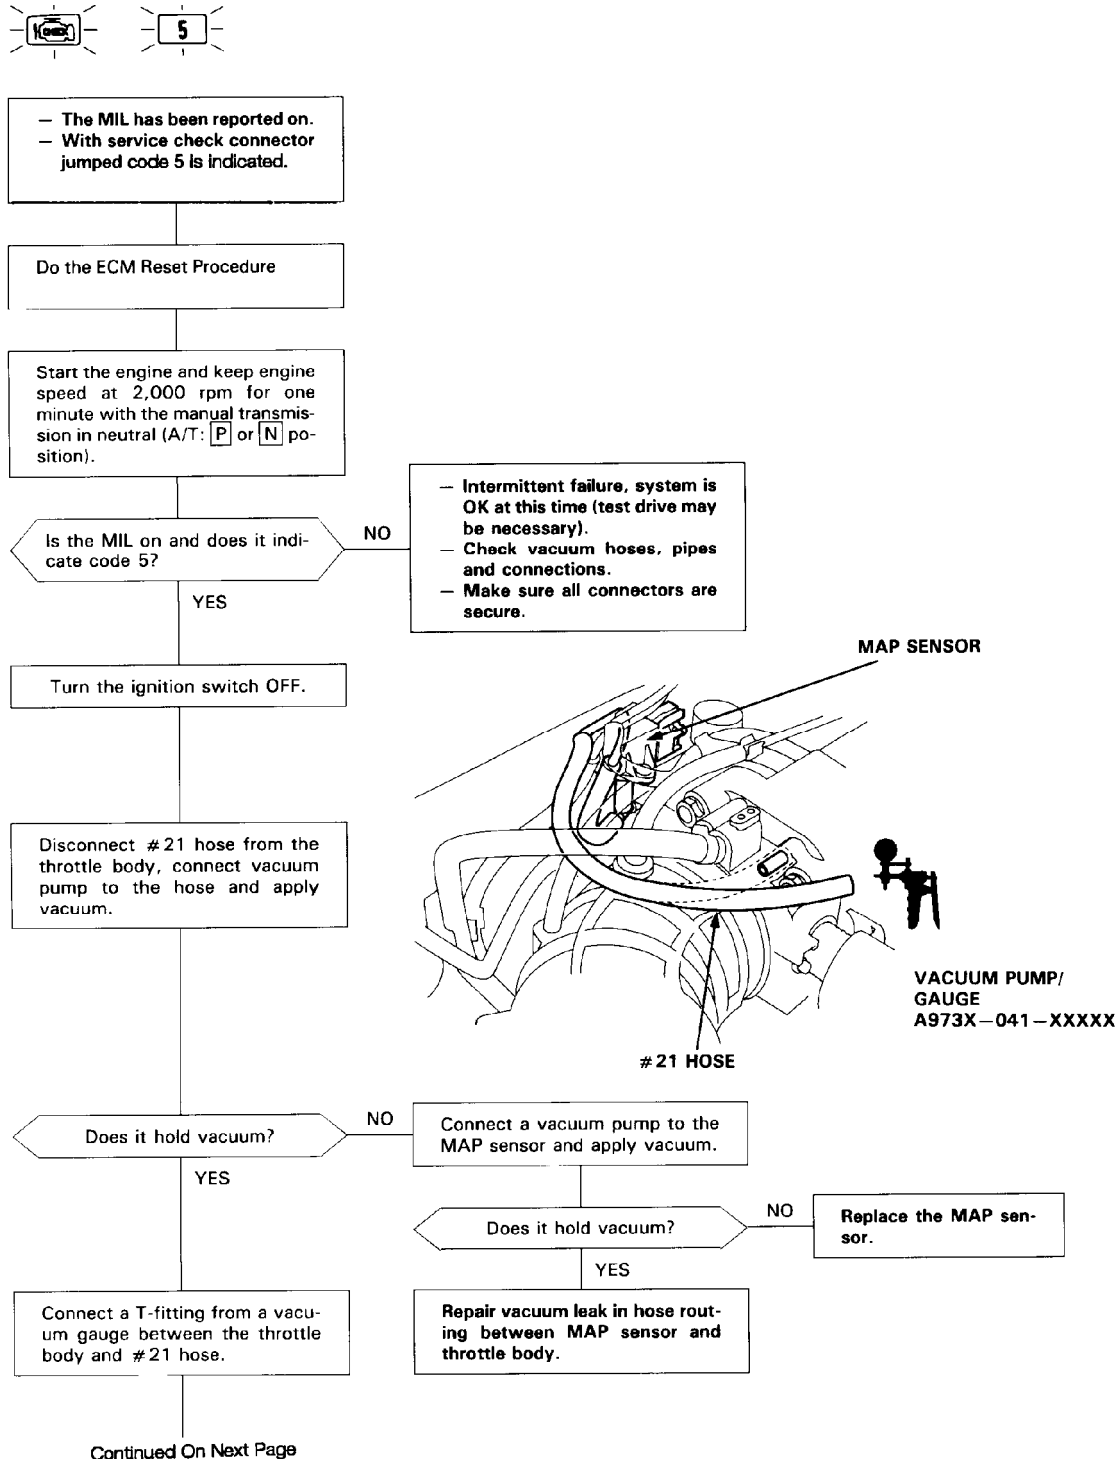 CHECK
5
— The MIL has been reported on.
— With service check connector
jumped code 5 is indicated.
Do the ECM Reset Procedure
Start the engine and keep engine
speed at 2,000 rpm for one
minute with the manual transmis-
sion in neutral (A/T: P or N po-
sition).
Is the MIL on and does it indi-
cate code 5?
NO
— Intermittent failure, system is
OK at this time (test drive may
be necessary).
— Check vacuum hoses, pipes
and connections.
— Make sure all connectors are
secure.
YES
Turn the ignition switch OFF.
MAP SENSOR
Disconnect #21 hose from the
throttle body, connect vacuum
pump to the hose and apply
vacuum.
VACUUM PUMP/
GAUGE
A973X—041—XXXXX
#21 HOSE
Does it hold vacuum?
NO
Connect a vacuum pump to the
MAP sensor and apply vacuum.
YES
Does it hold vacuum?
NO
Replace the MAP sen-
sor.
YES
Connect a T-fitting from a vacu-
um gauge between the throttle
body and #21 hose.
Repair vacuum leak in hose rout-
ing between MAP sensor and
throttle body.
Continued On Next Page